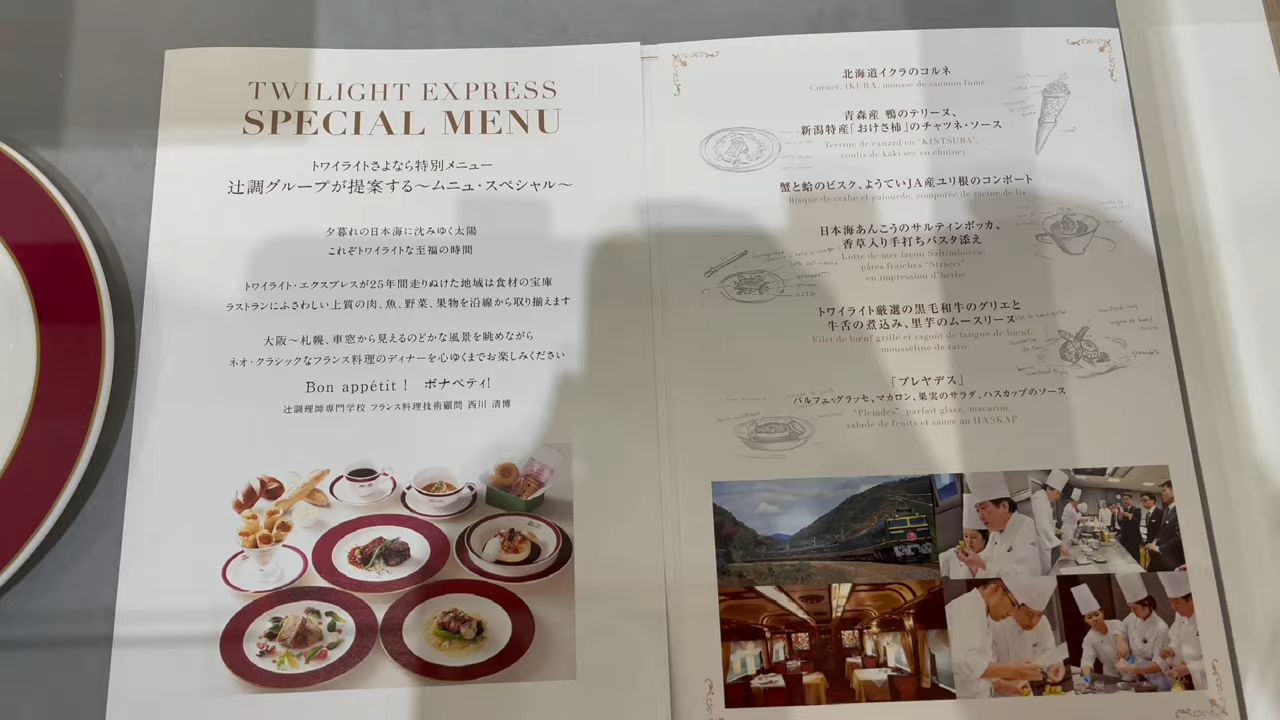 TWILIGHT EXPRESS
SPECIAL MENU
トワイライトさよなら特別メニュー
辻調グループが提案する〜ムニュ・スペシャル〜
夕暮れの日本海に沈みゆく太陽
これぞトワイライトな至福の時間
トワイライト・エクスプレスが25年間走りぬけた地域は食材の宝庫
ラストランにふさわしい上質の肉、魚、野菜、果物を沿線から取り揃えます
大阪〜札幌、車窓から見えるのどかな風景を眺めながら
ネオ・クラシックなフランス料理のディナーを心ゆくまでお楽しみください
Bon appétit ! ボナペティ!
辻調理師専門学校 フランス料理技術顧問 西川 清博
北海道イクラのコルネ
Cornet, IKURA, mousse de saumon fumé
青森産 鴨のテリーヌ、
新潟特産「おけさ柿」のチャツネ・ソース
Terrine de canard en "KINTSUBA",
coulis de kaki sec en chutney
蟹と蛤のビスク、ようていJA産ユリ根のコンポート
Bisque de crabe et palourde, compotée de racine de lis
日本海あんこうのサルティンボッカ、
香草入り手打ちパスタ添え
Lotte de mer façon Saltimbocca,
pâtes fraîches "Stracci"
en impression d'herbe
トワイライト厳選の黒毛和牛のグリエと
牛舌の煮込み、里芋のムースリーヌ
Filet de bœuf grillé et ragoût de langue de bœuf,
mousseline de taro
「プレヤデス」
パルフェ・グラッセ、マカロン、果実のサラダ、ハスカップのソース
"Pleiades" parfait glacé, macaron,
salade de fruits et sauce au HASKAP